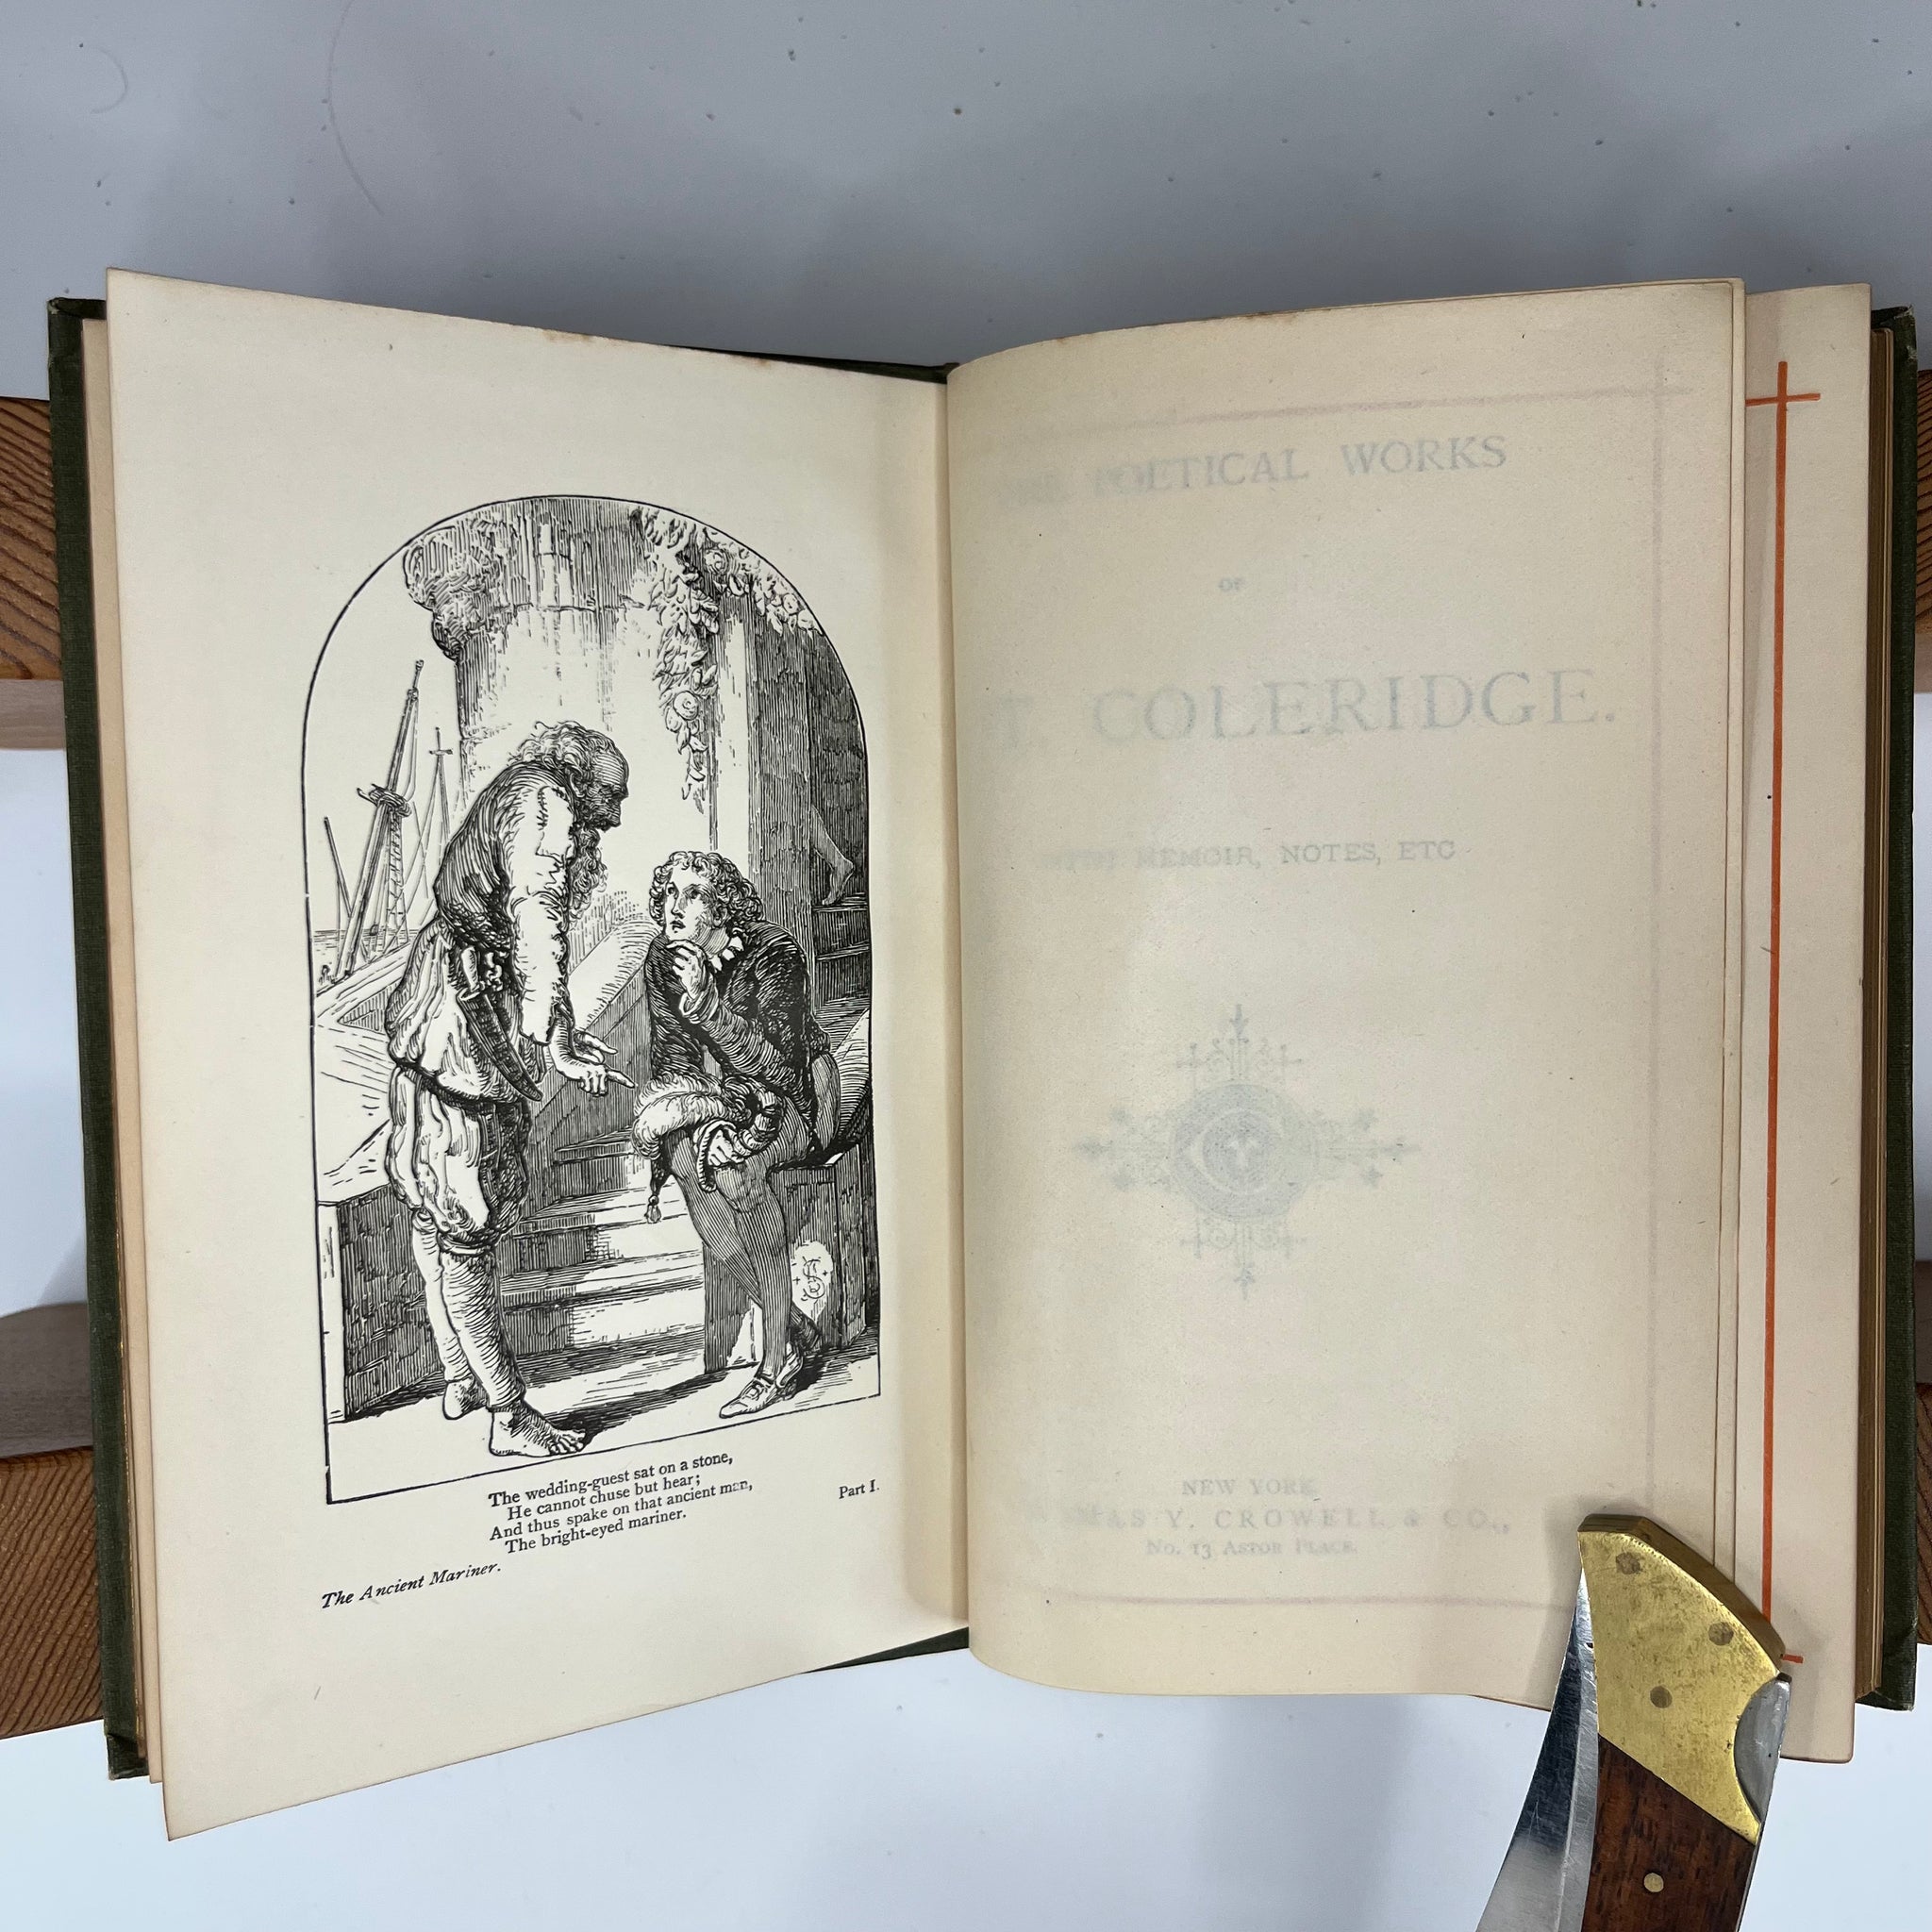 The wedding-guest sat on a stone,
He cannot chuse but hear;
And thus spake on that ancient man,
The bright-eyed mariner.
Part I.
The Ancient Mariner.
POETICAL WORKS
OF
T. COLERIDGE.
WITH MEMOIR, NOTES, ETC
NEW YORK
Y. CROWELL & CO.,
No. 13 ASTOR PLACE.